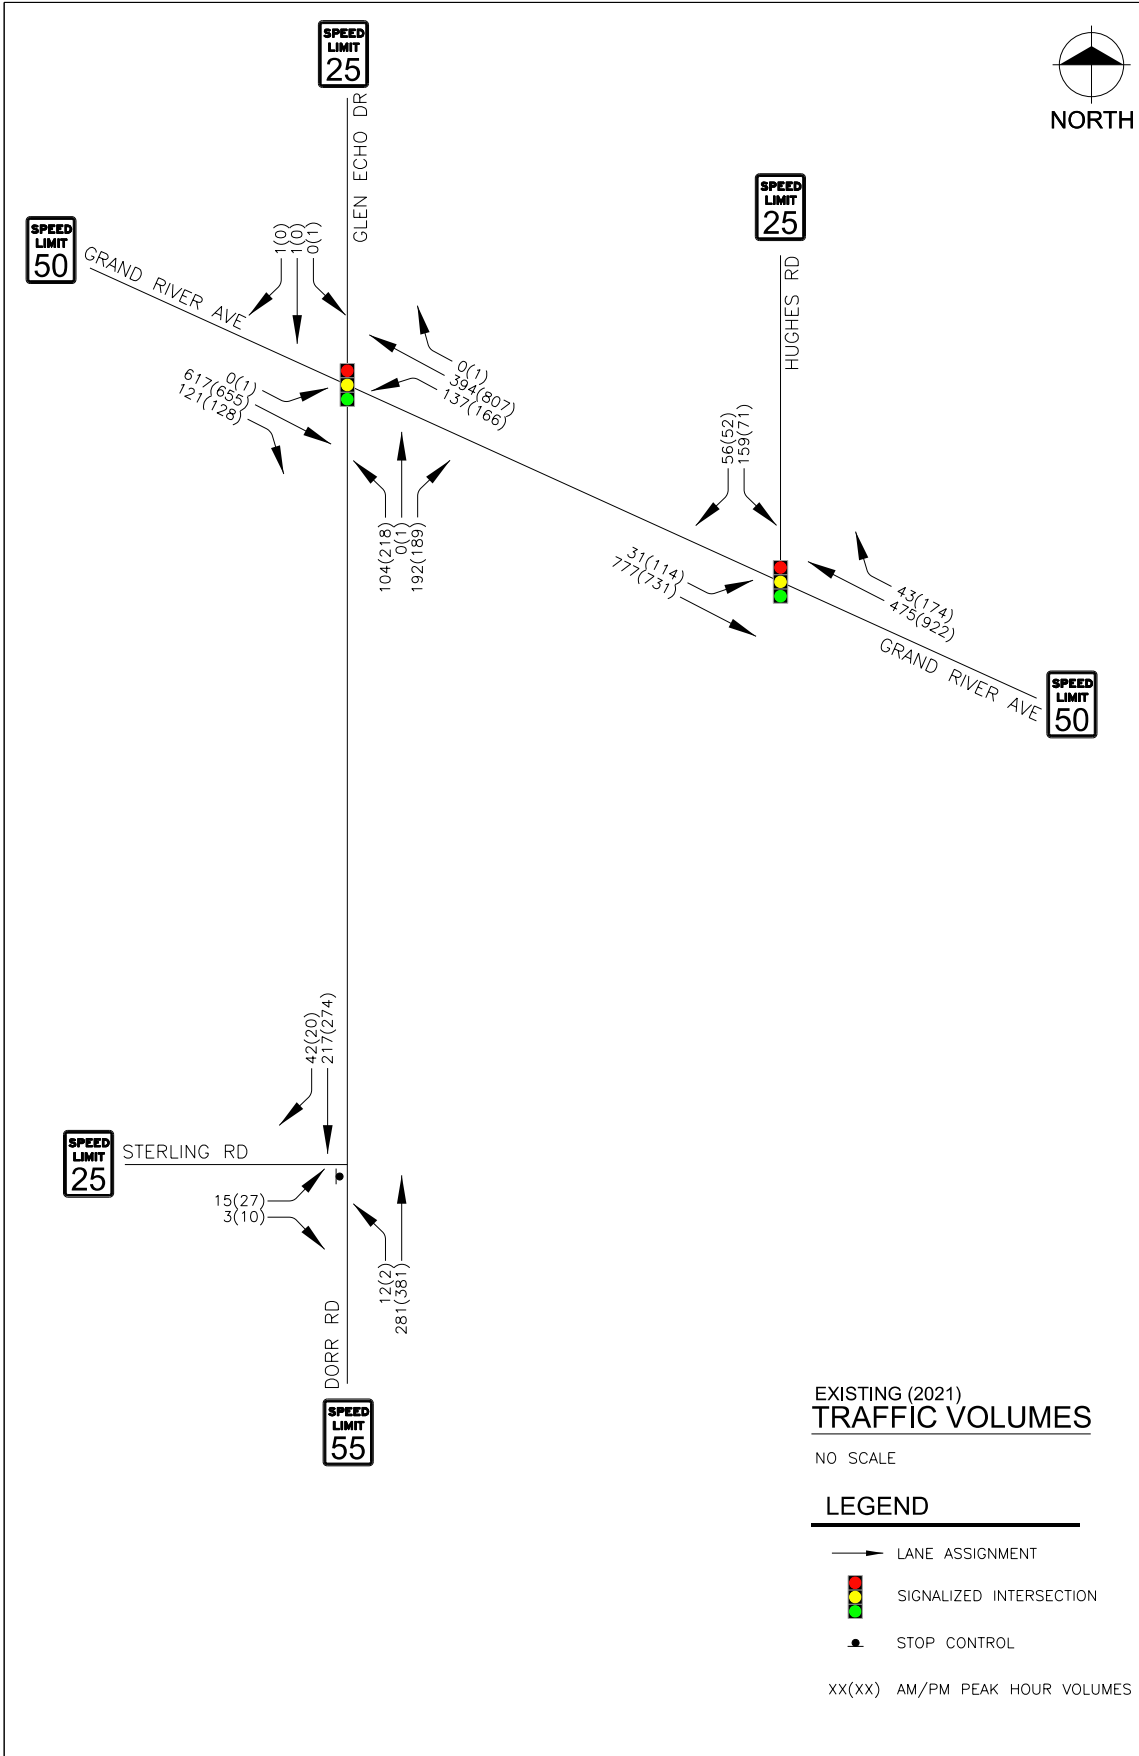 SPEED
LIMIT
25
NORTH
GLEN ECHO DR
SPEED
LIMIT
25
SPEED
LIMIT
50
GRAND RIVER AVE
HUGHES RD
1(0)
1(0)
0(1)
0(1)
394(807)
137(166)
0(1)
617(655)
121(128)
104(218)
0(1)
192(189)
56(52)
159(71)
31(114)
777(731)
43(174)
475(922)
GRAND RIVER AVE
SPEED
LIMIT
50
42(20)
217(274)
SPEED
LIMIT
25
STERLING RD
15(27)
3(10)
12(2)
281(381)
DORR RD
SPEED
LIMIT
55
EXISTING (2021)
TRAFFIC VOLUMES
NO SCALE
LEGEND
LANE ASSIGNMENT
SIGNALIZED INTERSECTION
STOP CONTROL
XX(XX) AM/PM PEAK HOUR VOLUMES